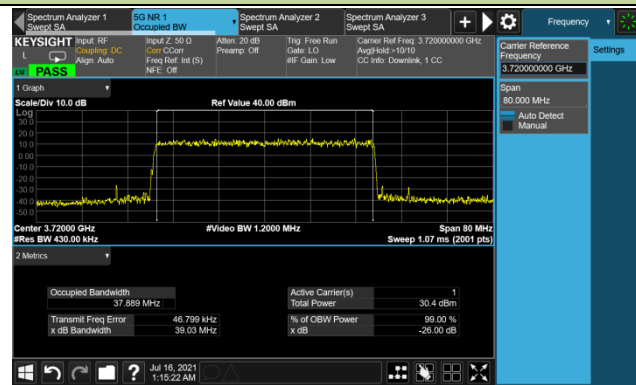 Spectrum Analyzer 1
Swept SA
5G NR 1
Occupied BW
Spectrum Analyzer 2
Swept SA
Spectrum Analyzer 3
Swept SA
Frequency
KEYSIGHT
L
PASS
Input: RF
Coupling: DC
Align: Auto
Input Z: 50 Ω
Corr CCorr
Freq Ref: Int (S)
NFE: Off
Atten: 20 dB
Preamp: Off
Trig: Free Run
Gate: LO
#IF Gain: Low
Carrier Ref Freq: 3.720000000 GHz
Avg|Hold:>10/10
CC Info: Downlink, 1 CC
Carrier Reference
Frequency
3.720000000 GHz
Settings
Span
80.000 MHz
Auto Detect
Manual
1 Graph
Scale/Div 10.0 dB
Ref Value 40.00 dBm
Log
30.0
20.0
10.0
0.00
-10.0
-20.0
-30.0
-40.0
-50.0
Center 3.72000 GHz
#Video BW 1.2000 MHz
Span 80 MHz
#Res BW 430.00 kHz
Sweep 1.07 ms (2001 pts)
2 Metrics
Occupied Bandwidth
37.889 MHz
Active Carrier(s) 1
Total Power 30.4 dBm
Transmit Freq Error 46.799 kHz
x dB Bandwidth 39.03 MHz
% of OBW Power 99.00 %
x dB -26.00 dB
?
Jul 16, 2021
1:15:22 AM